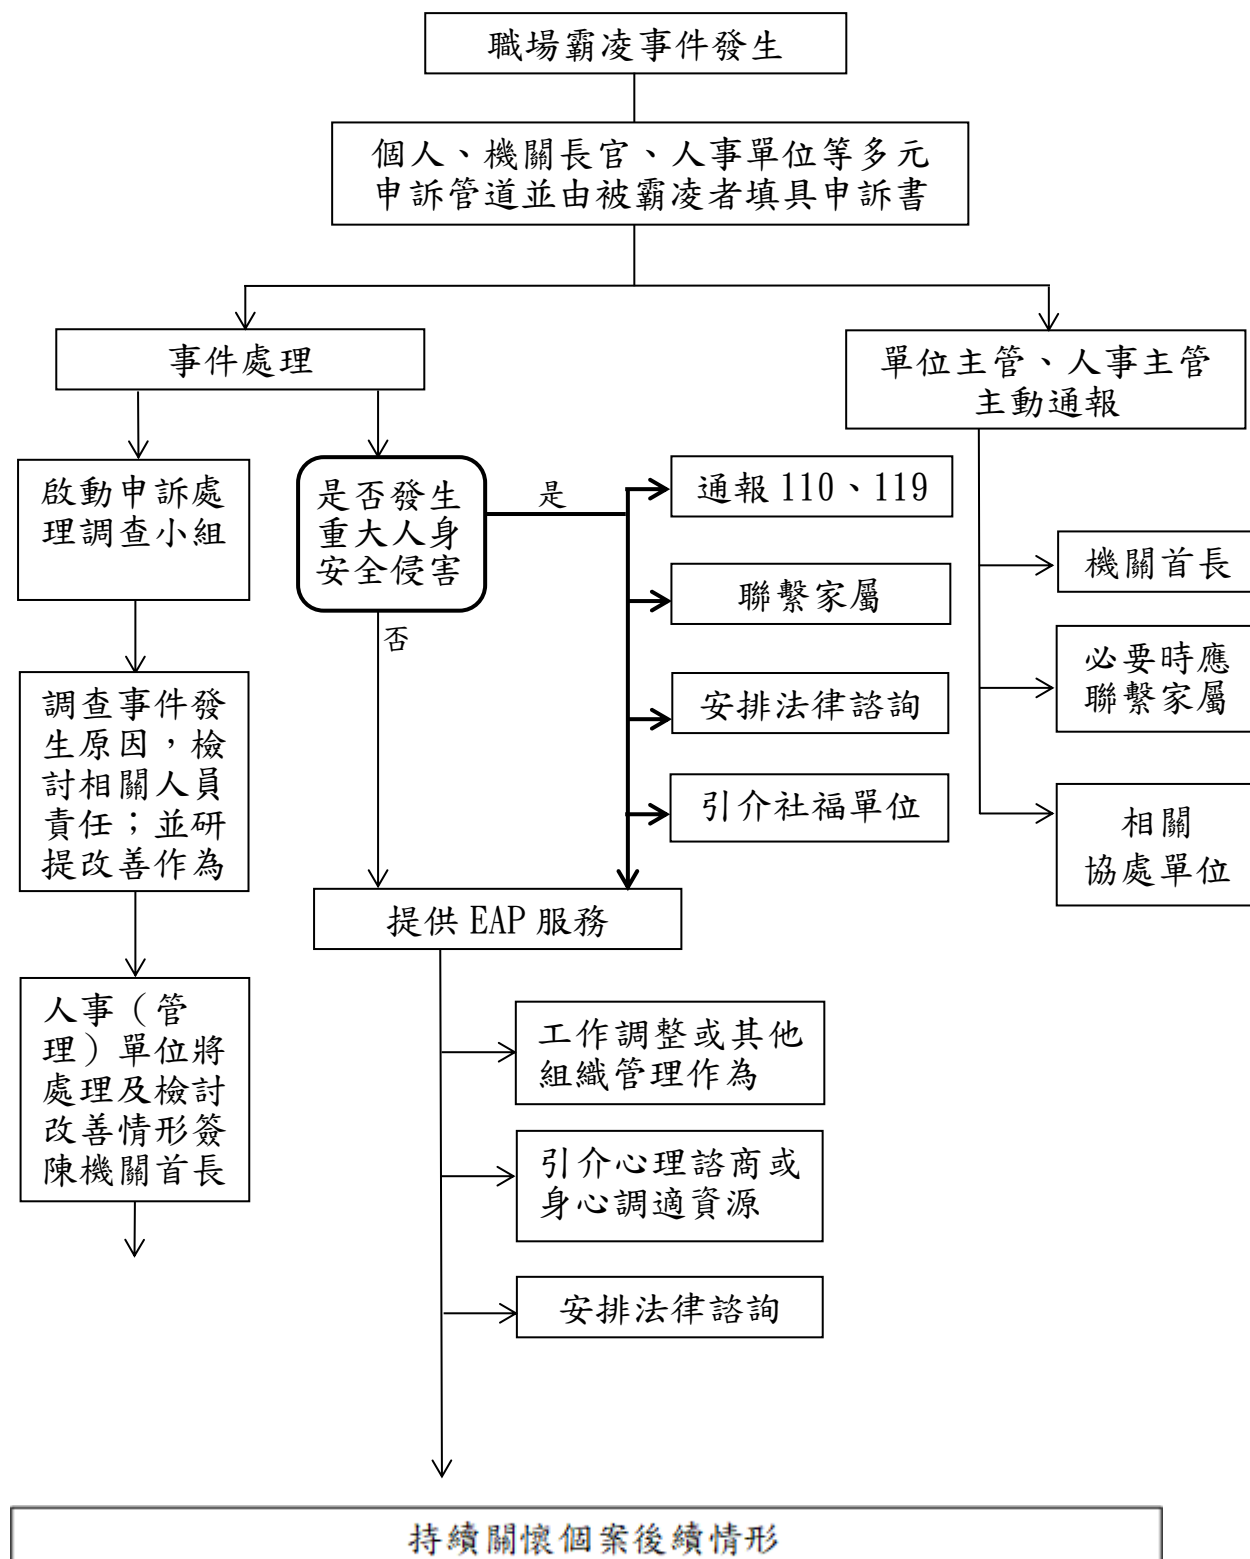 職場霸凌事件發生
個人、機關長官、人事單位等多元
申訴管道並由被霸凌者填具申訴書
事件處理
單位主管、人事主管
主動通報
啟動申訴處
理調查小組
是否發生
重大人身
安全侵害
是
否
通報 110、119
聯繫家屬
安排法律諮詢
引介社福單位
機關首長
必要時應
聯繫家屬
相關
協處單位
調查事件發
生原因，檢
討相關人員
責任；並研
提改善作為
提供 EAP 服務
人事（管
理）單位將
處理及檢討
改善情形簽
陳機關首長
工作調整或其他
組織管理作為
引介心理諮商或
身心調適資源
安排法律諮詢
持續關懷個案後續情形